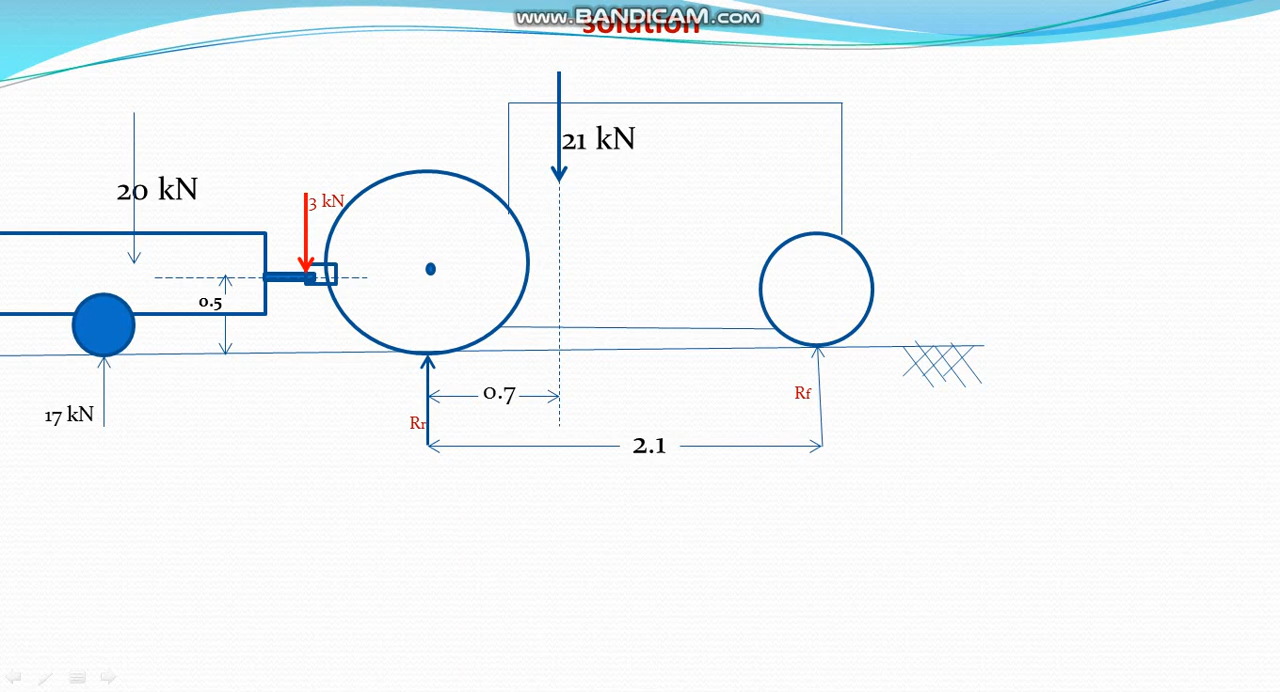 www.BANDICAM.com
solution
21 kN
20 kN
3 kN
0.5
0.7
Rf
17 kN
Rr
2.1